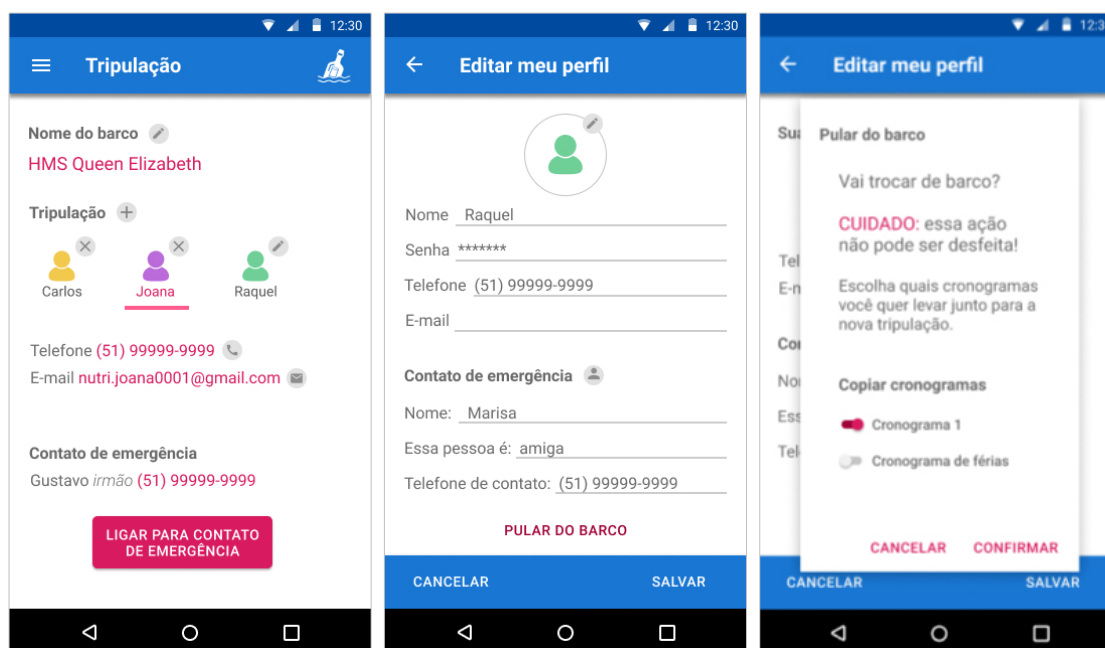 12:30
Tripulação
Nome do barco
HMS Queen Elizabeth
Tripulação
Carlos
Joana
Raquel
Telefone (51) 99999-9999
E-mail nutri.joana0001@gmail.com
Contato de emergência
Gustavo irmão (51) 99999-9999
LIGAR PARA CONTATO
DE EMERGÊNCIA
12:30
Editar meu perfil
Nome Raquel
Senha *******
Telefone (51) 99999-9999
E-mail
Contato de emergência
Nome: Marisa
Essa pessoa é: amiga
Telefone de contato: (51) 99999-9999
PULAR DO BARCO
CANCELAR SALVAR
12:3
Editar meu perfil
Pular do barco
Vai trocar de barco?
CUIDADO: essa ação
não pode ser desfeita!
Escolha quais cronogramas
você quer levar junto para a
nova tripulação.
Copiar cronogramas
Cronograma 1
Cronograma de férias
CANCELAR CONFIRMAR
Tel
Ess
Tel
CANCELAR SALVAR